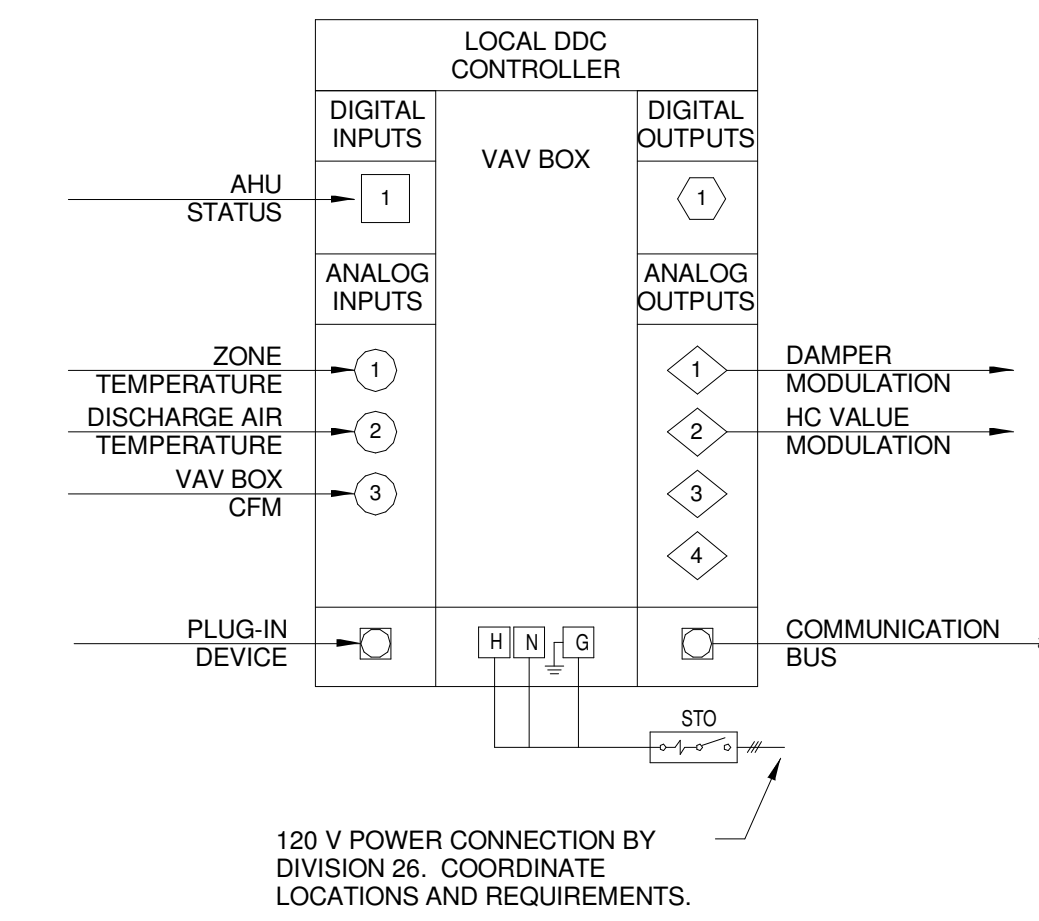 LOCAL DDC
CONTROLLER
DIGITAL
INPUTS
VAV BOX
DIGITAL
OUTPUTS
AHU
STATUS
1
1
ANALOG
INPUTS
ANALOG
OUTPUTS
ZONE
TEMPERATURE
1
1
DAMPER
MODULATION
DISCHARGE AIR
TEMPERATURE
2
2
HC VALUE
MODULATION
VAV BOX
CFM
3
3
4
PLUG-IN
DEVICE
H N G
COMMUNICATION
BUS
STO
120 V POWER CONNECTION BY
DIVISION 26. COORDINATE
LOCATIONS AND REQUIREMENTS.